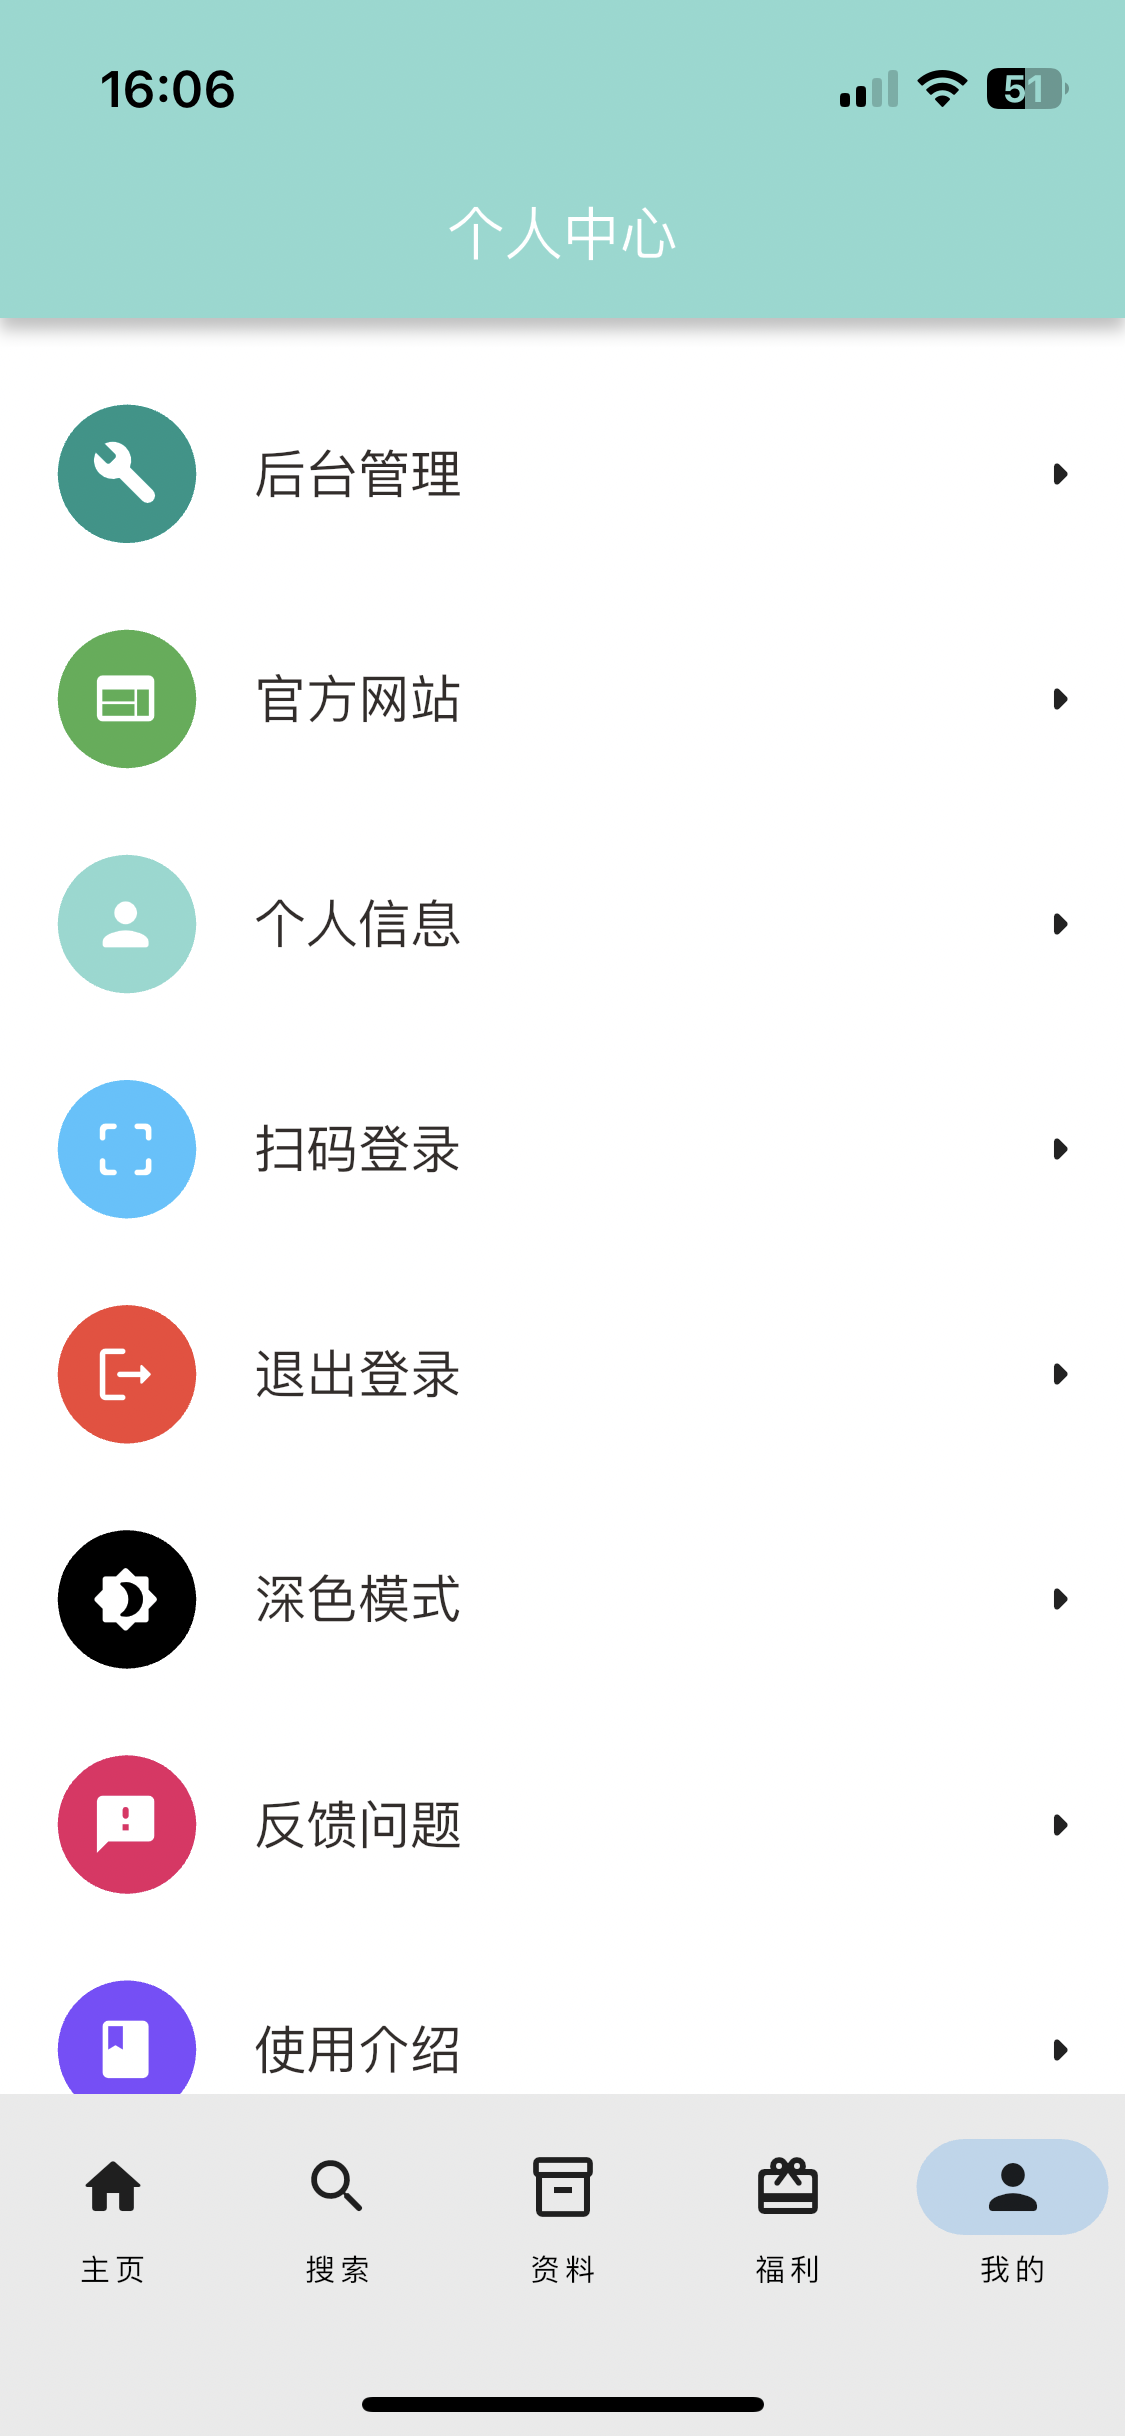 16:06
51
个人中心
后台管理
官方网站
个人信息
扫码登录
退出登录
深色模式
反馈问题
使用介绍
主页
搜索
资料
福利
我的